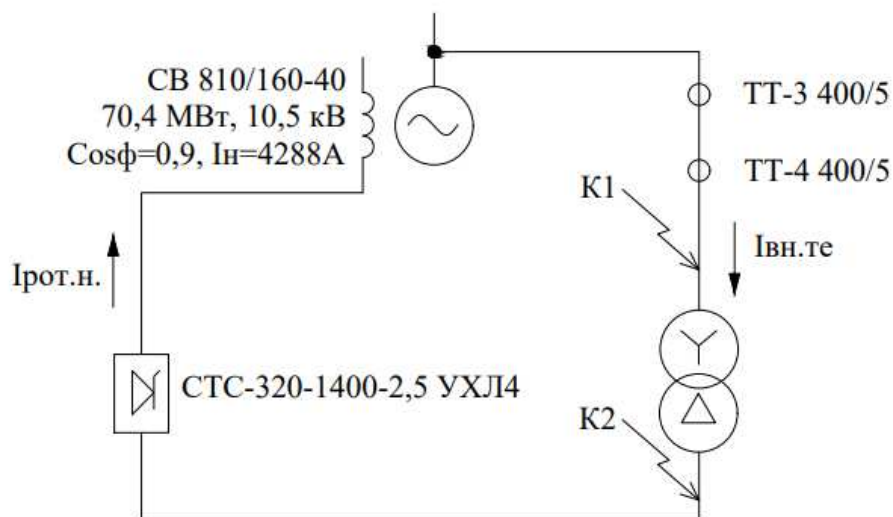 СВ 810/160-40
70,4 МВт, 10,5 кВ
Cosф=0,9, Iн=4288А
ТТ-3 400/5
ТТ-4 400/5
К1
Iвн.те
Iрот.н.
СТС-320-1400-2,5 УХЛ4
К2